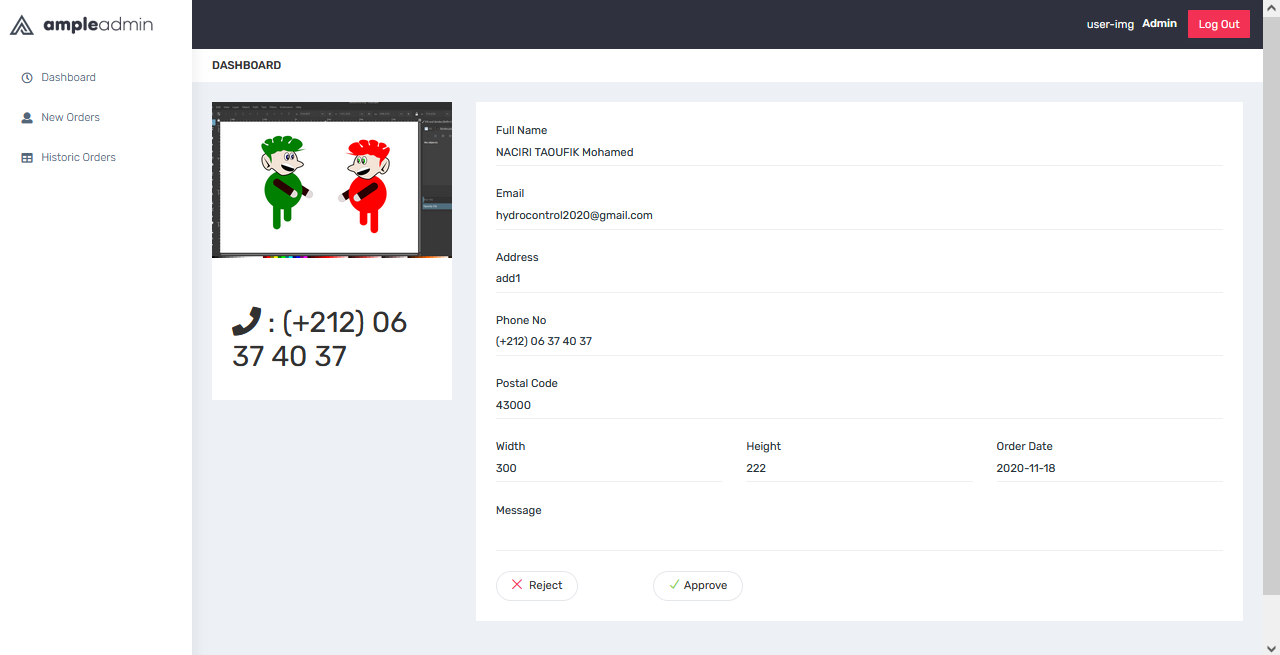 ampleadmin
user-img Admin Log Out
Dashboard
New Orders
Historic Orders
DASHBOARD
: (+212) 06
37 40 37
Full Name
NACIRI TAOUFIK Mohamed
Email
hydrocontrol2020@gmail.com
Address
add1
Phone No
(+212) 06 37 40 37
Postal Code
43000
Width Height Order Date
300 222 2020-11-18
Message
Reject Approve